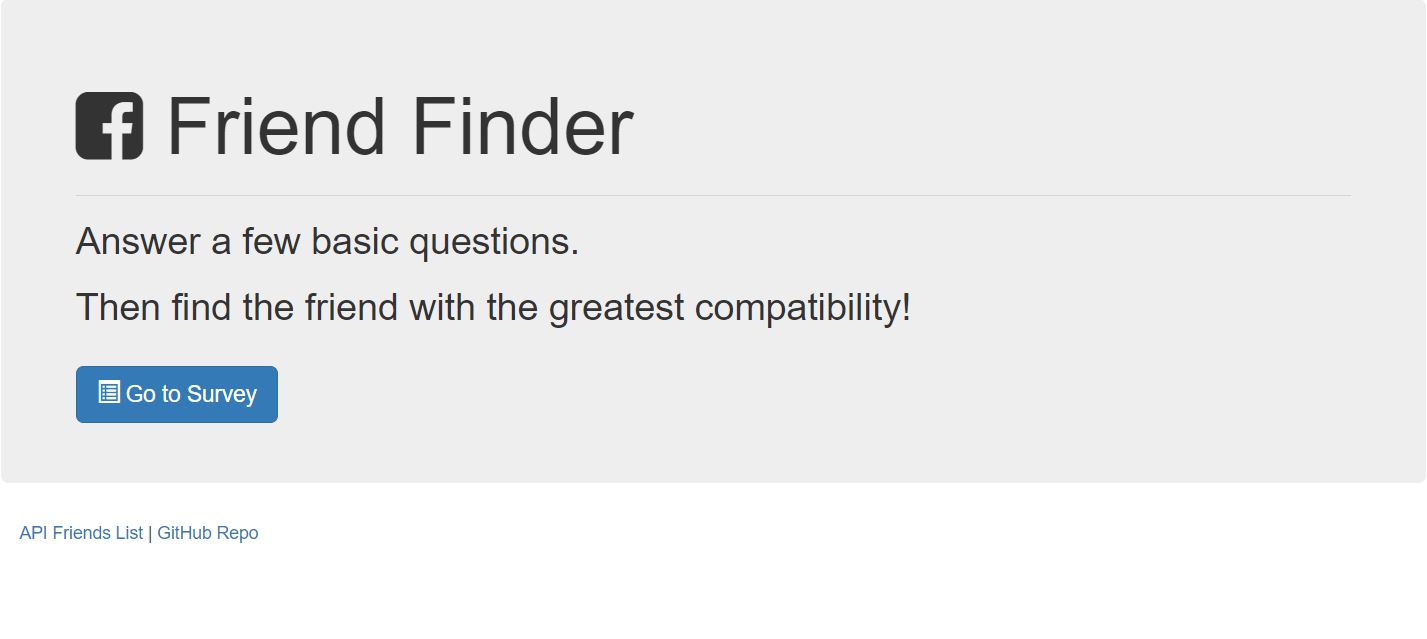 Friend Finder
Answer a few basic questions.
Then find the friend with the greatest compatibility!
Go to Survey
API Friends List | GitHub Repo